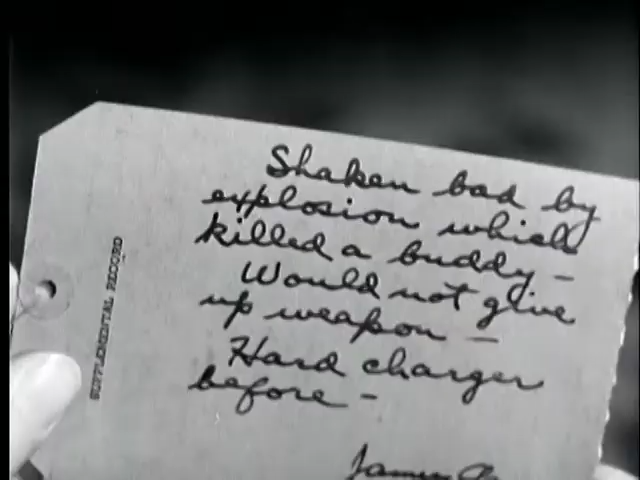 Shaken bad by
explosion which
killed a buddy –
Would not give
up weapon –
Hard charger
before –
SUPPLEMENTAL RECORD